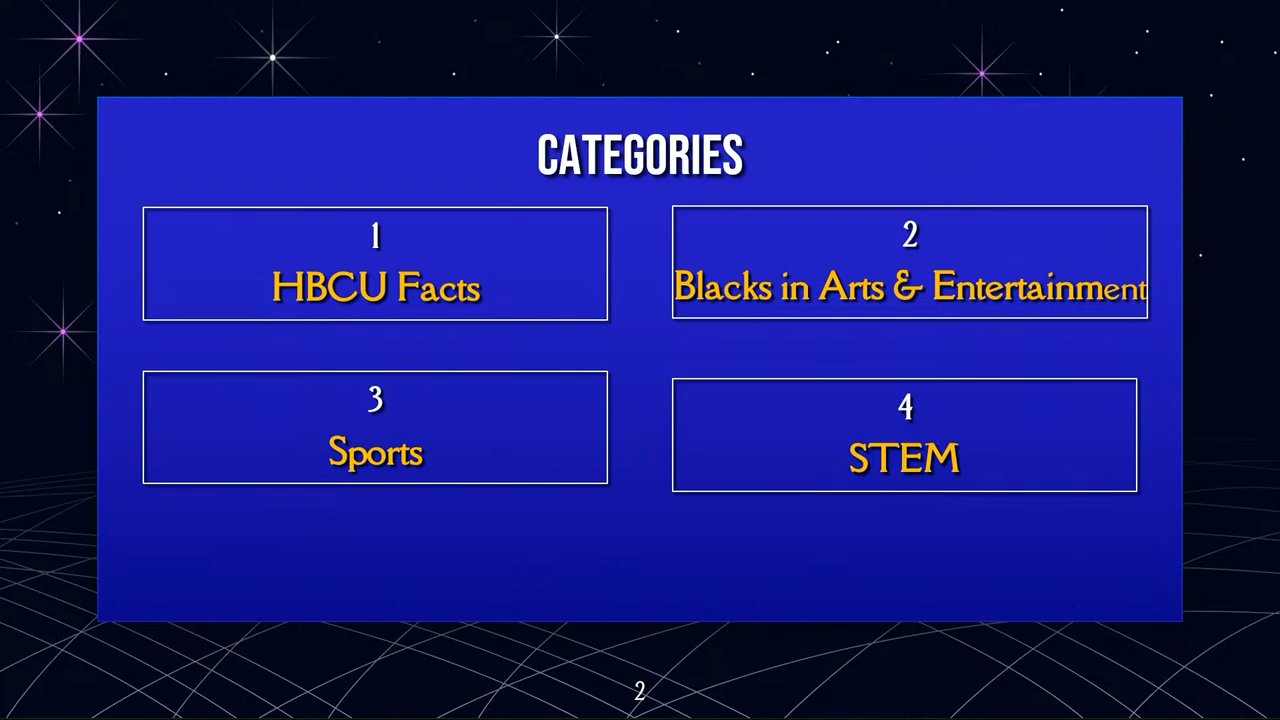 CATEGORIES
1
HBCU Facts
2
Blacks in Arts & Entertainment
3
Sports
4
STEM
2